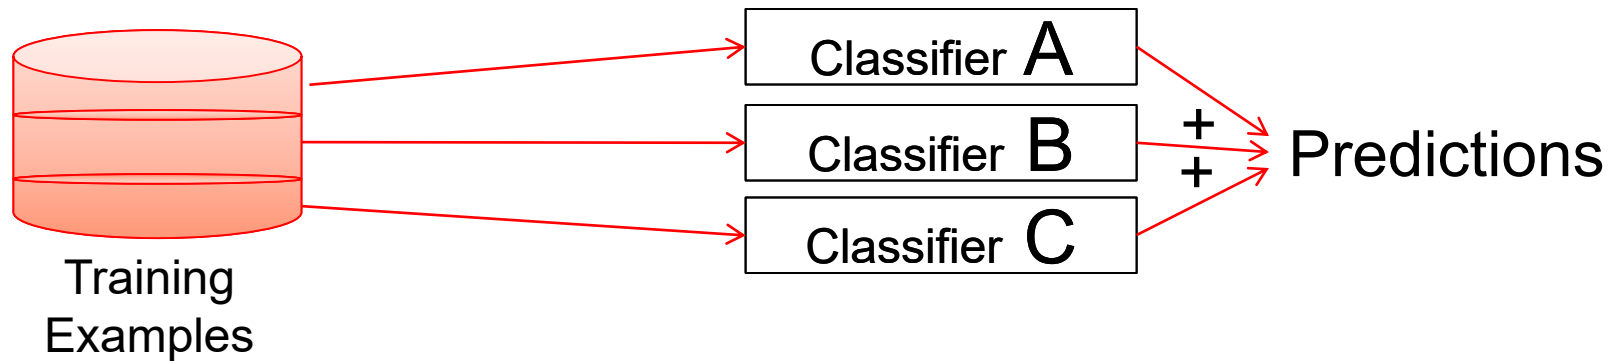 Classifier A
Classifier B
Classifier C
+
+
Predictions
Training
Examples